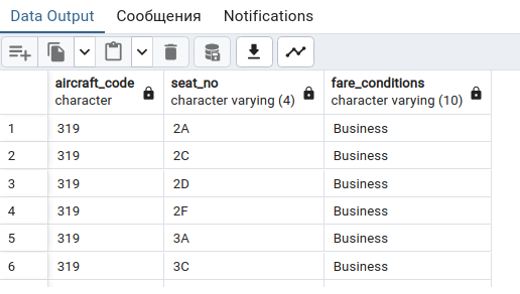 Data Output Сообщения Notifications
aircraft_code seat_no fare_conditions
character character varying (4) character varying (10)
1 319 2A Business
2 319 2C Business
3 319 2D Business
4 319 2F Business
5 319 3A Business
6 319 3C Business